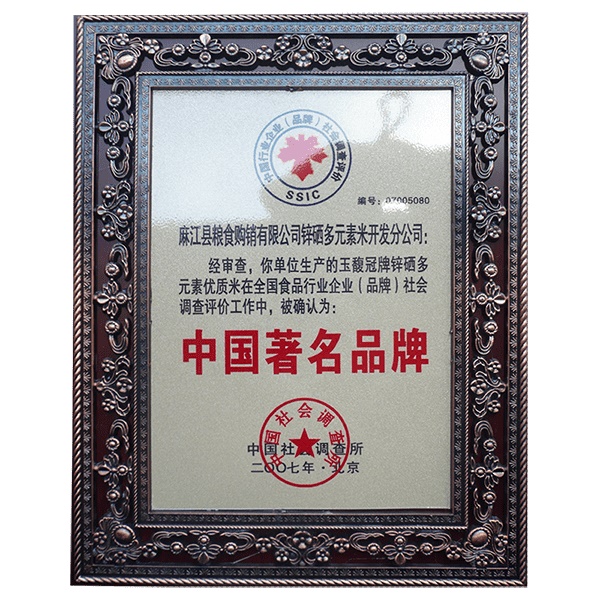 中国行业企业（品牌）社会调查评价
SSIC
编号：07005080
麻江县粮食购销有限公司锌硒多元素米开发分公司：
经审查，你单位生产的玉馥冠牌锌硒多
元素优质米在全国食品行业企业（品牌）社会
调查评价工作中，被确认为：
中国著名品牌
中国社会调查所
中国社会调查所
二〇〇七年·北京